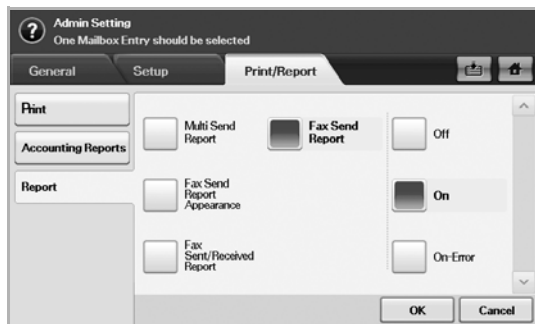 Admin Setting
One Mailbox Entry should be selected
General Setup Print/Report
Print
Accounting Reports
Report
Multi Send
Report
Fax Send
Report
Off
Fax Send
Report
Appearance
On
Fax
Sent/Received
Report
On-Error
OK Cancel